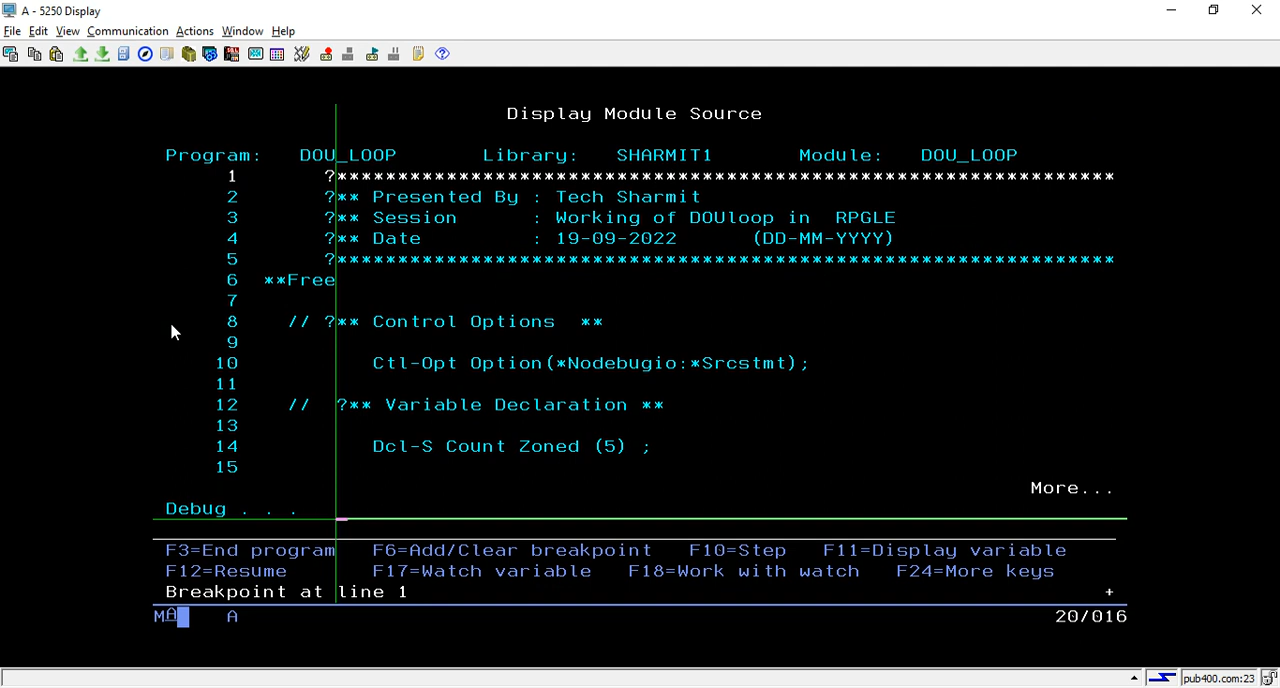 A - 5250 Display
File Edit View Communication Actions Window Help
Display Module Source
Program: DOU_LOOP Library: SHARMIT1 Module: DOU_LOOP
1 ?****************************************************************
2 ?** Presented By : Tech Sharmit
3 ?** Session : Working of DOUloop in RPGLE
4 ?** Date : 19-09-2022 (DD-MM-YYYY)
5 ?****************************************************************
6 **Free
7
8 // ?** Control Options **
9
10 Ctl-Opt Option(*Nodebugio:*Srcstmt);
11
12 // ?** Variable Declaration **
13
14 Dcl-S Count Zoned (5) ;
15
More...
Debug . . .
F3=End program F6=Add/Clear breakpoint F10=Step F11=Display variable
F12=Resume F17=Watch variable F18=Work with watch F24=More keys
Breakpoint at line 1 +
MA A 20/016
pub400.com:23